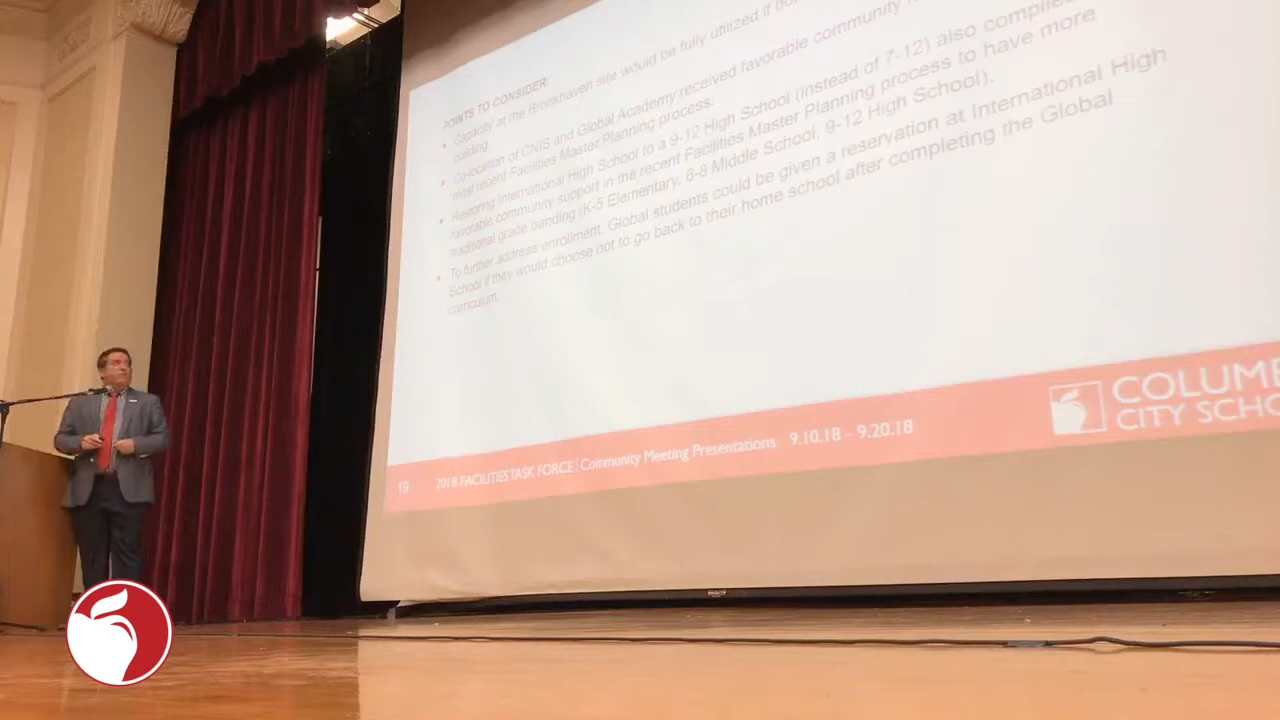 POINTS TO CONSIDER:
• Capacity at the Brookhaven site would be fully utilized if
building.
• Co-location of CNIS and Global Academy received favorable community
most recent Facilities Master Planning process.
• Restoring International High School to a 9-12 High School (instead of 7-12) also compiled
favorable community support in the recent Facilities Master Planning process to have more
traditional grade banding (K-5 Elementary, 6-8 Middle School, 9-12 High School).
• To further address enrollment, Global students could be given a reservation at International High
School if they would choose not to go back to their home school after completing the Global
curriculum.
19 2018 FACILITIES TASK FORCE | Community Meeting Presentations 9.10.18 - 9.20.18
COLUMB
CITY SCHO